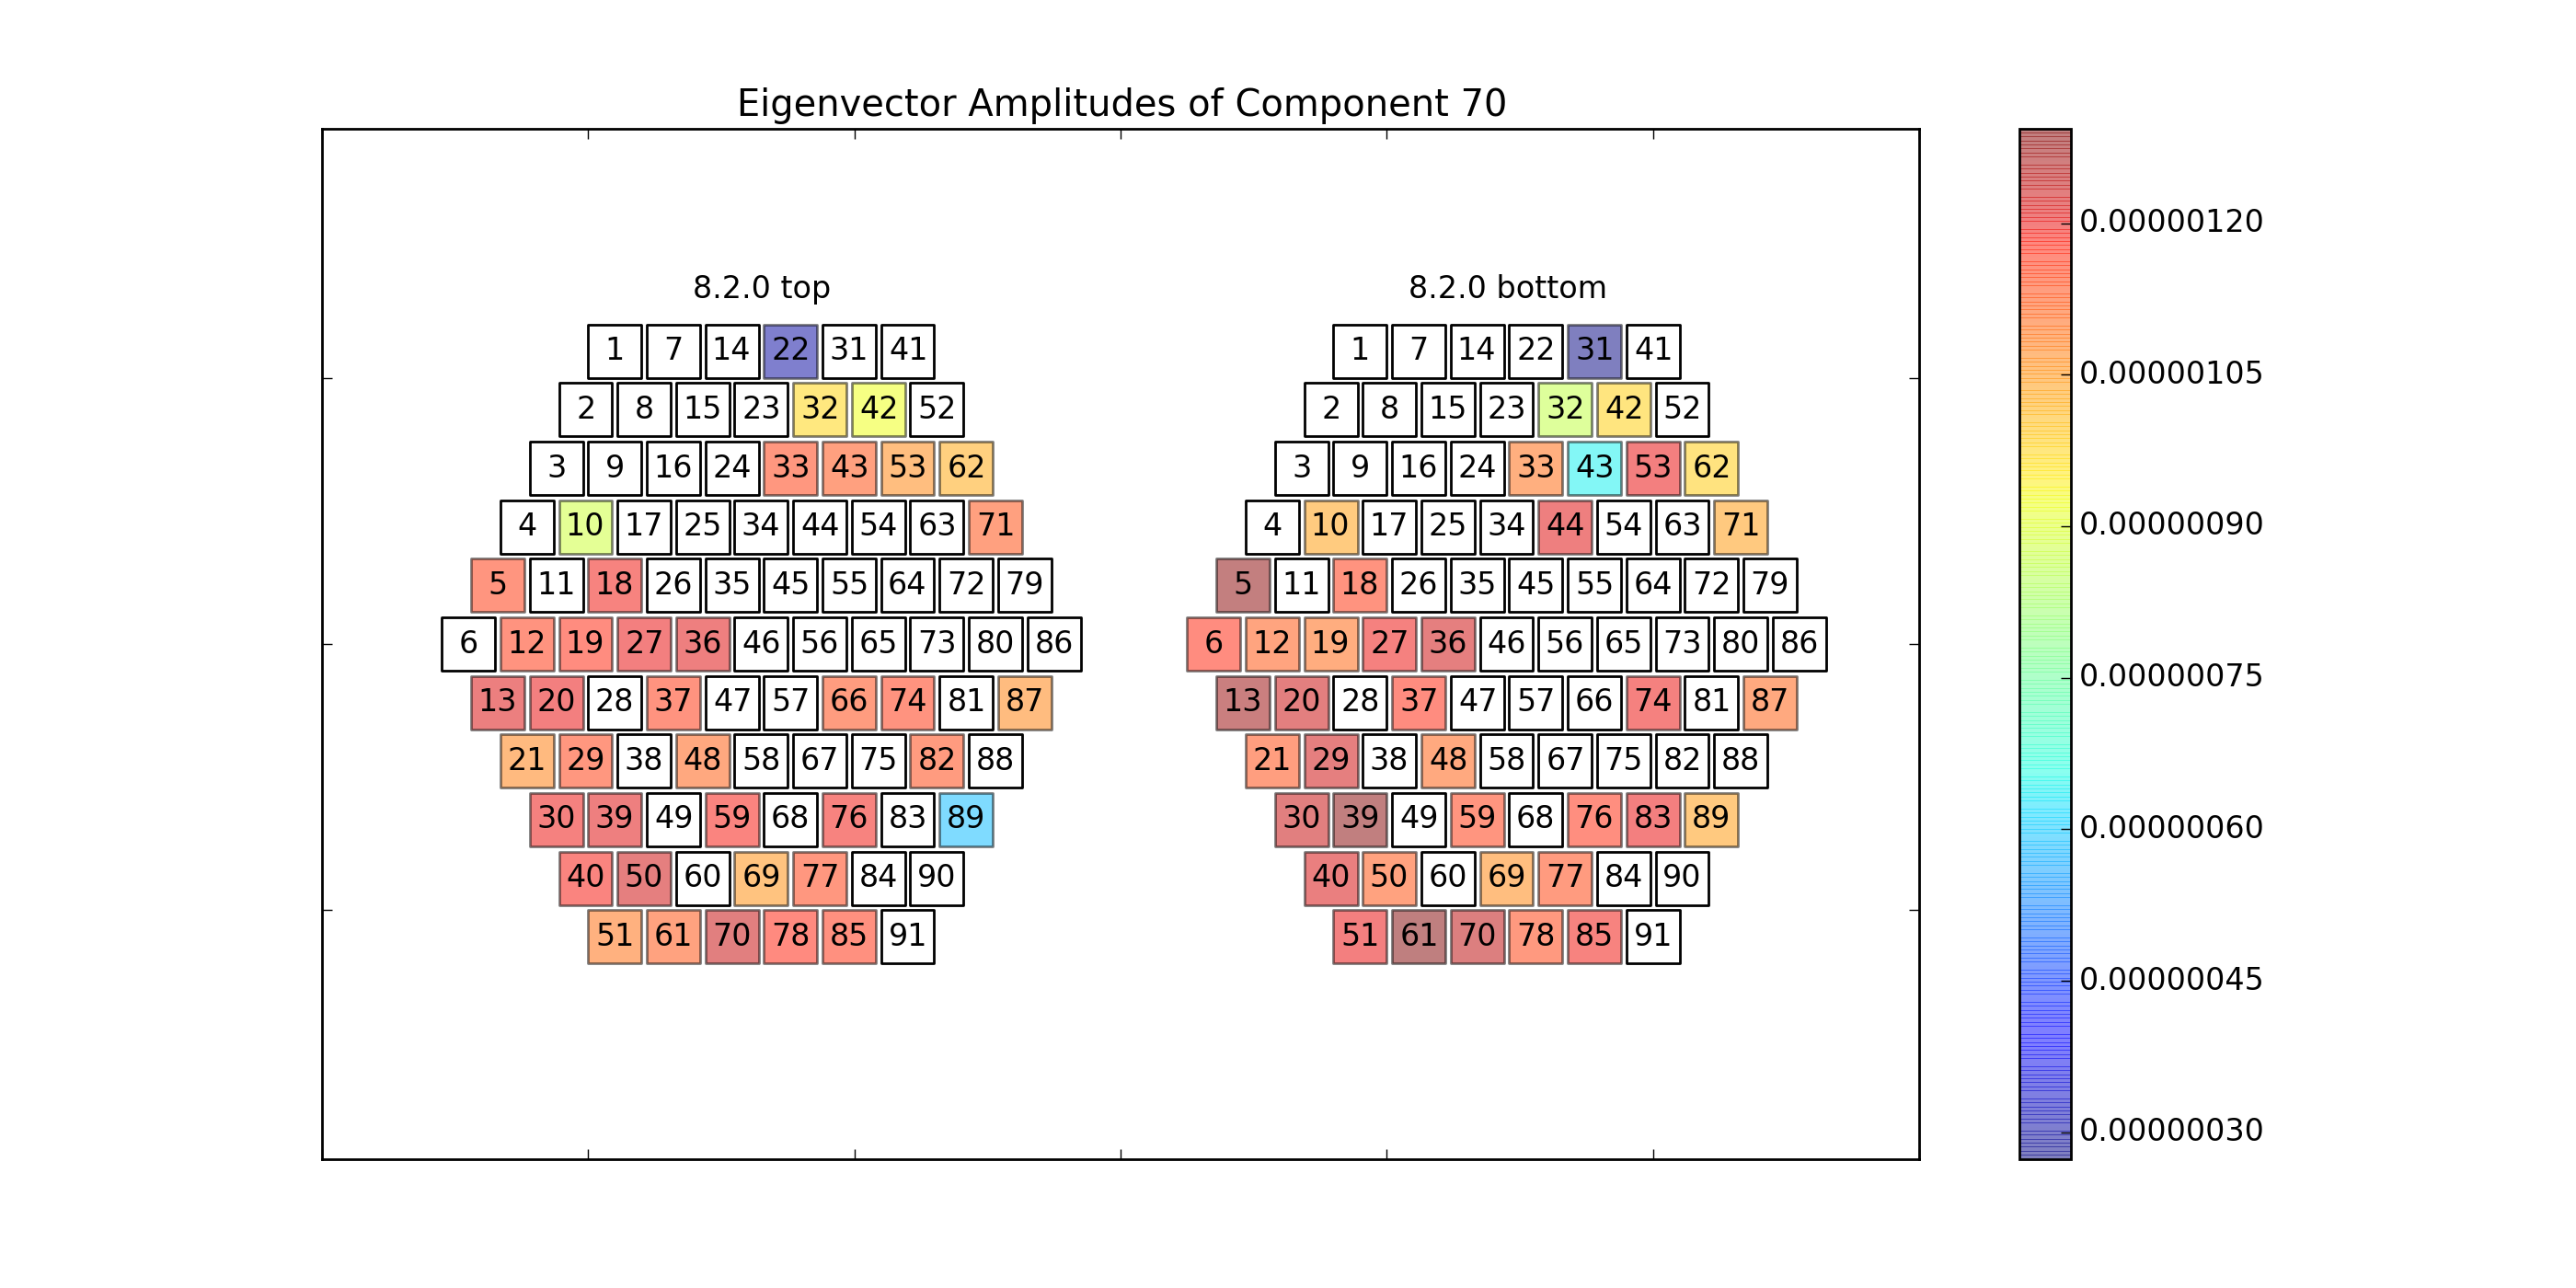 Eigenvector Amplitudes of Component 70
8.2.0 top
1 7 14 22 31 41
2 8 15 23 32 42 52
3 9 16 24 33 43 53 62
4 10 17 25 34 44 54 63 71
5 11 18 26 35 45 55 64 72 79
6 12 19 27 36 46 56 65 73 80 86
13 20 28 37 47 57 66 74 81 87
21 29 38 48 58 67 75 82 88
30 39 49 59 68 76 83 89
40 50 60 69 77 84 90
51 61 70 78 85 91
8.2.0 bottom
1 7 14 22 31 41
2 8 15 23 32 42 52
3 9 16 24 33 43 53 62
4 10 17 25 34 44 54 63 71
5 11 18 26 35 45 55 64 72 79
6 12 19 27 36 46 56 65 73 80 86
13 20 28 37 47 57 66 74 81 87
21 29 38 48 58 67 75 82 88
30 39 49 59 68 76 83 89
40 50 60 69 77 84 90
51 61 70 78 85 91
0.00000120
0.00000105
0.00000090
0.00000075
0.00000060
0.00000045
0.00000030